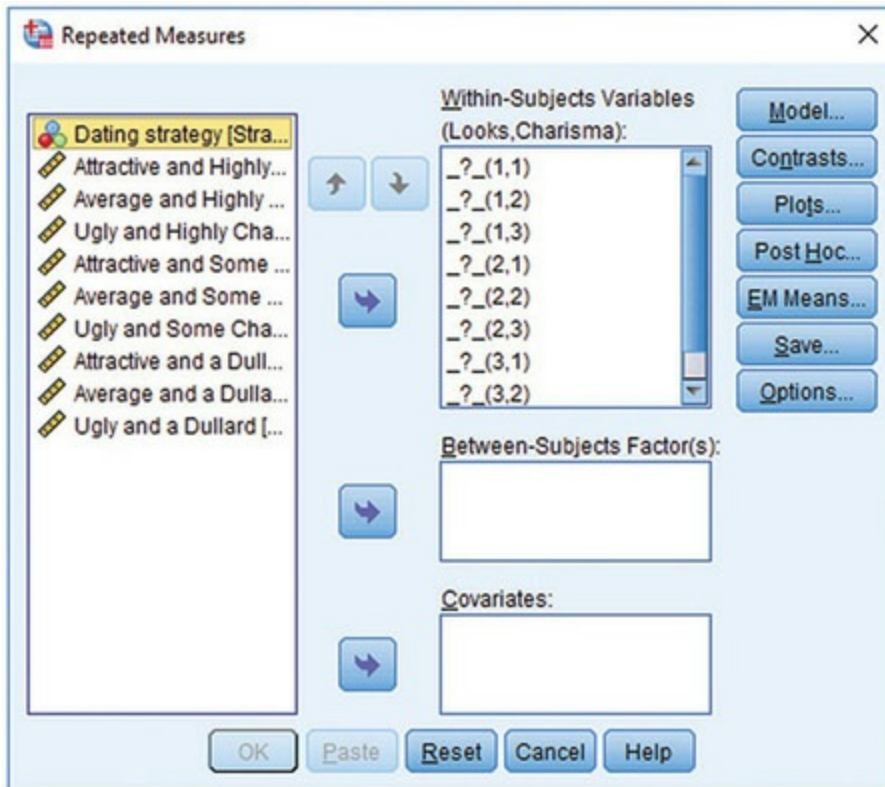 Repeated Measures
Dating strategy [Stra...
Attractive and Highly...
Average and Highly ...
Ugly and Highly Cha...
Attractive and Some ...
Average and Some ...
Ugly and Some Cha...
Attractive and a Dull...
Average and a Dulla...
Ugly and a Dullard [...
Within-Subjects Variables
(Looks,Charisma):
_?_(1,1)
_?_(1,2)
_?_(1,3)
_?_(2,1)
_?_(2,2)
_?_(2,3)
_?_(3,1)
_?_(3,2)
Between-Subjects Factor(s):
Covariates:
Model...
Contrasts...
Plots...
Post Hoc...
EM Means...
Save...
Options...
OK Paste Reset Cancel Help